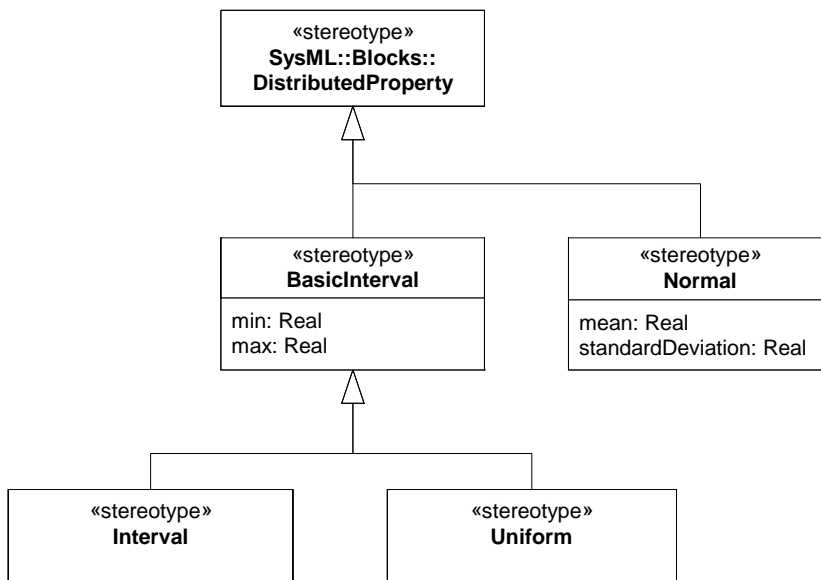 «stereotype»
SysML::Blocks::
DistributedProperty
«stereotype»
BasicInterval
min: Real
max: Real
«stereotype»
Normal
mean: Real
standardDeviation: Real
«stereotype»
Interval
«stereotype»
Uniform